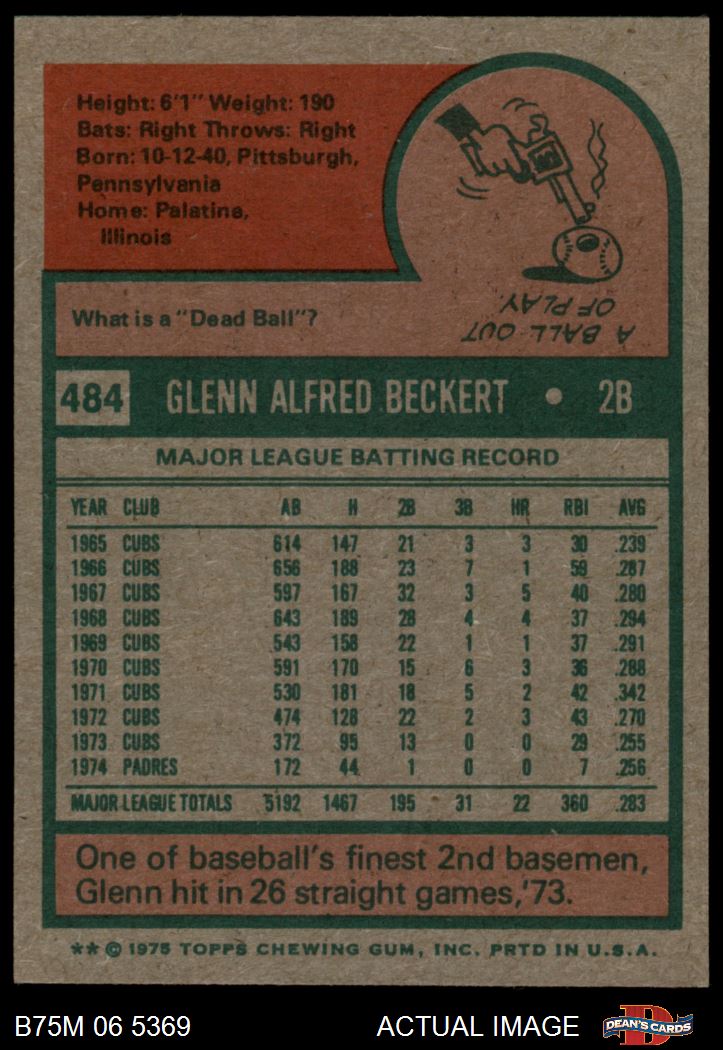 Height: 6'1" Weight: 190
Bats: Right Throws: Right
Born: 10-12-40, Pittsburgh,
Pennsylvania
Home: Palatine,
Illinois
What is a "Dead Ball"?
A BALL OUT
OF PLAY.
484 GLENN ALFRED BECKERT • 2B
MAJOR LEAGUE BATTING RECORD
YEAR CLUB AB H 2B 3B HR RBI AVG
1965 CUBS 614 147 21 3 3 30 .239
1966 CUBS 656 188 23 7 1 59 .287
1967 CUBS 597 167 32 3 5 40 .280
1968 CUBS 643 189 28 4 4 37 .294
1969 CUBS 543 158 22 1 1 37 .291
1970 CUBS 591 170 15 6 3 36 .288
1971 CUBS 530 181 18 5 2 42 .342
1972 CUBS 474 128 22 2 3 43 .270
1973 CUBS 372 95 13 0 0 29 .255
1974 PADRES 172 44 1 0 0 7 .256
MAJOR LEAGUE TOTALS 5192 1467 195 31 22 360 .283
One of baseball's finest 2nd basemen,
Glenn hit in 26 straight games,'73.
** © 1975 TOPPS CHEWING GUM, INC. PRTD IN U.S.A.
B75M 06 5369 ACTUAL IMAGE D DEAN'S CARDS